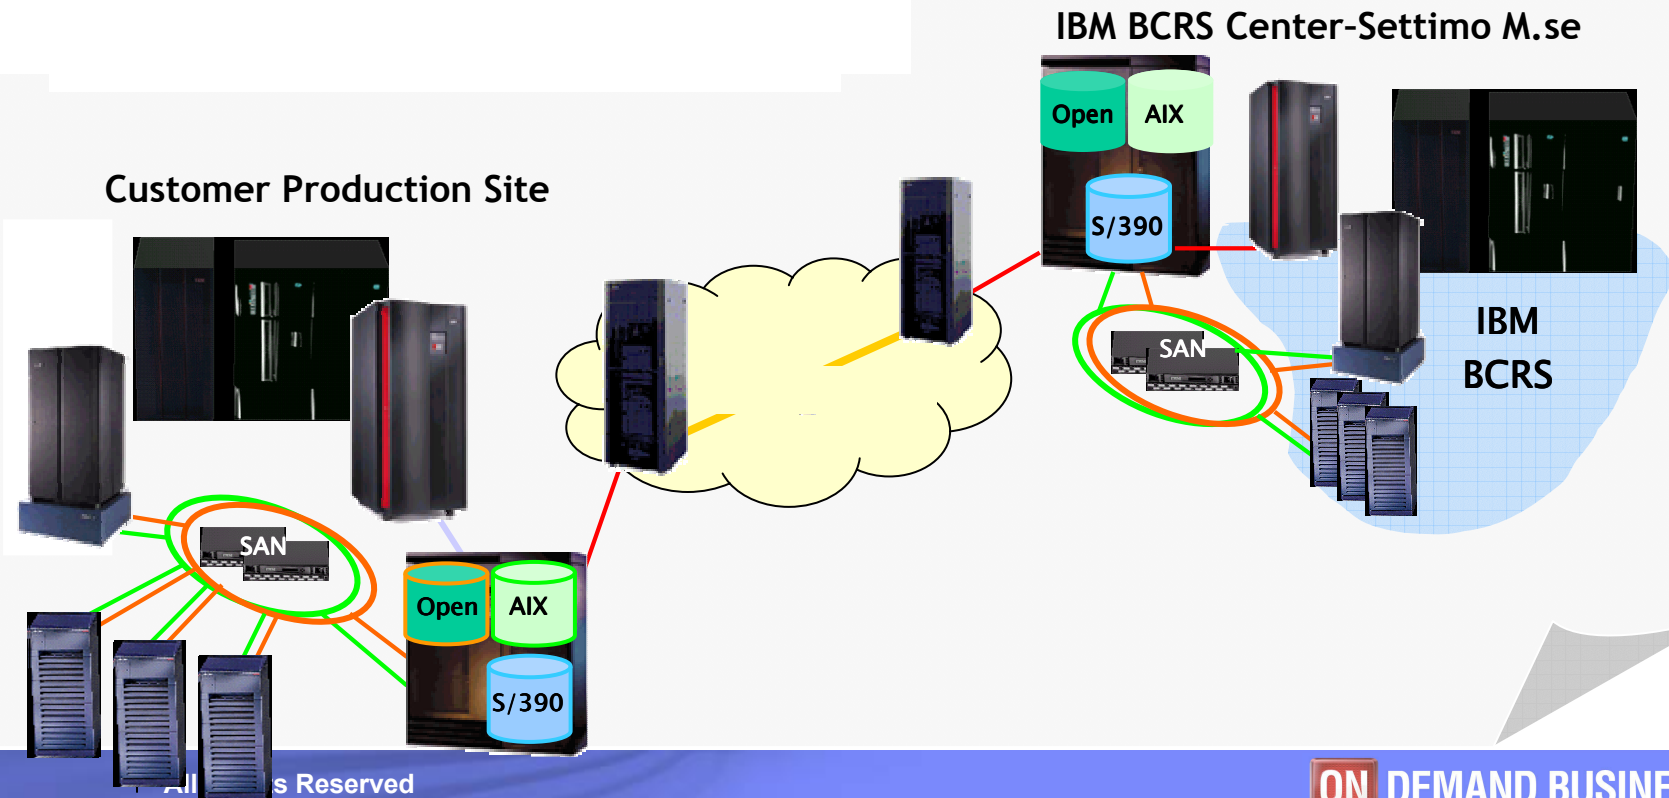 IBM BCRS Center-Settimo M.se
Open
AIX
S/390
SAN
IBM
BCRS
Customer Production Site
SAN
Open
AIX
S/390
All
s Reserved
ON DEMAND BUSINE